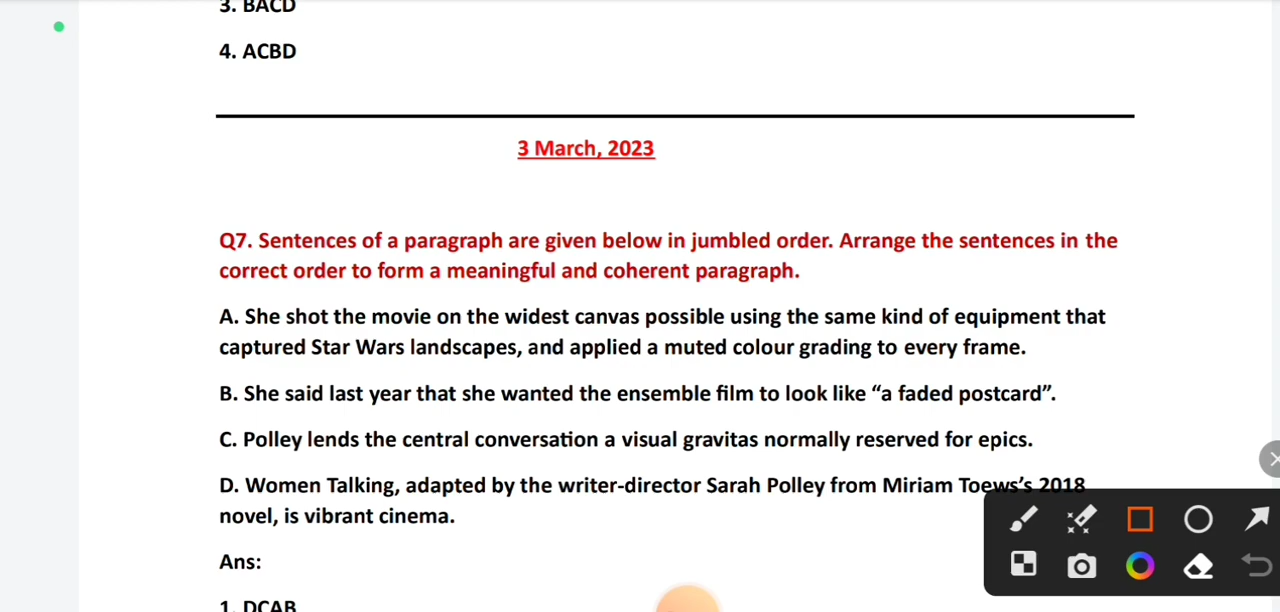 3. BACD
4. ACBD
3 March, 2023
Q7. Sentences of a paragraph are given below in jumbled order. Arrange the sentences in the
correct order to form a meaningful and coherent paragraph.
A. She shot the movie on the widest canvas possible using the same kind of equipment that
captured Star Wars landscapes, and applied a muted colour grading to every frame.
B. She said last year that she wanted the ensemble film to look like “a faded postcard”.
C. Polley lends the central conversation a visual gravitas normally reserved for epics.
D. Women Talking, adapted by the writer-director Sarah Polley from Miriam Toews’s 2018
novel, is vibrant cinema.
Ans:
1. DCAB